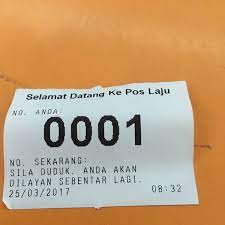 Selamat Datang Ke Pos Laju
NO. ANDA:
0001
NO. SEKARANG:
SILA DUDUK. ANDA AKAN
DILAYAN SEBENTAR LAGI.
25/03/2017 08:32